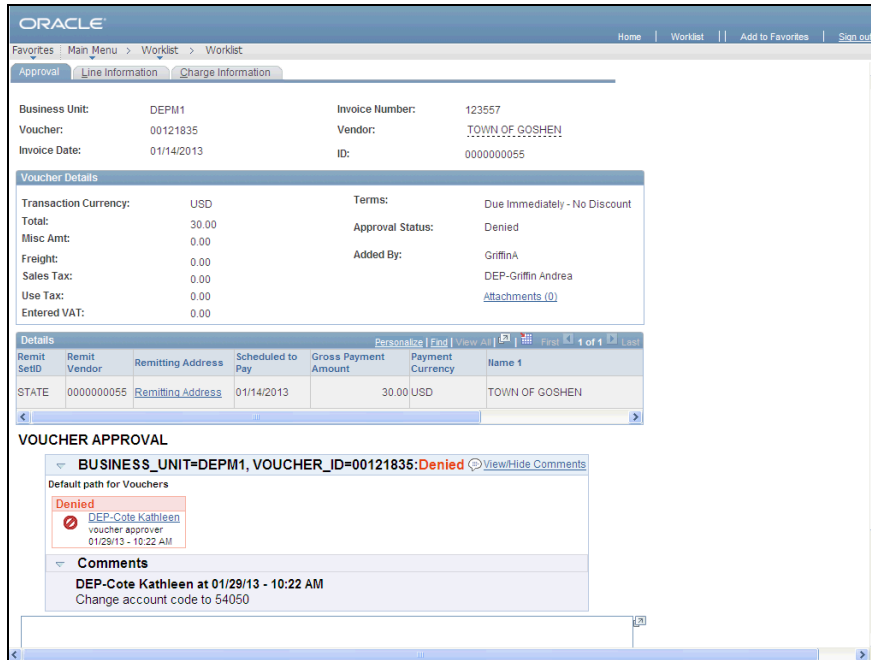 ORACLE
Home | Worklist || Add to Favorites | Sign out
Favorites | Main Menu > Worklist > Worklist
Approval Line Information Charge Information
Business Unit: DEPM1 Invoice Number: 123557
Voucher: 00121835 Vendor: TOWN OF GOSHEN
Invoice Date: 01/14/2013 ID: 0000000055
Voucher Details
Transaction Currency: USD Terms: Due Immediately - No Discount
Total: 30.00 Approval Status: Denied
Misc Amt: 0.00
Freight: 0.00 Added By: GriffinA
Sales Tax: 0.00 DEP-Griffin Andrea
Use Tax: 0.00 Attachments (0)
Entered VAT: 0.00
Details Personalize | Find | View All | | First 1 of 1 Last
Remit SetID Remit Vendor Remitting Address Scheduled to Pay Gross Payment Amount Payment Currency Name 1
STATE 0000000055 Remitting Address 01/14/2013 30.00 USD TOWN OF GOSHEN
VOUCHER APPROVAL
BUSINESS_UNIT=DEPM1, VOUCHER_ID=00121835:Denied View/Hide Comments
Default path for Vouchers
Denied
DEP-Cote Kathleen
voucher approver
01/29/13 - 10:22 AM
Comments
DEP-Cote Kathleen at 01/29/13 - 10:22 AM
Change account code to 54050